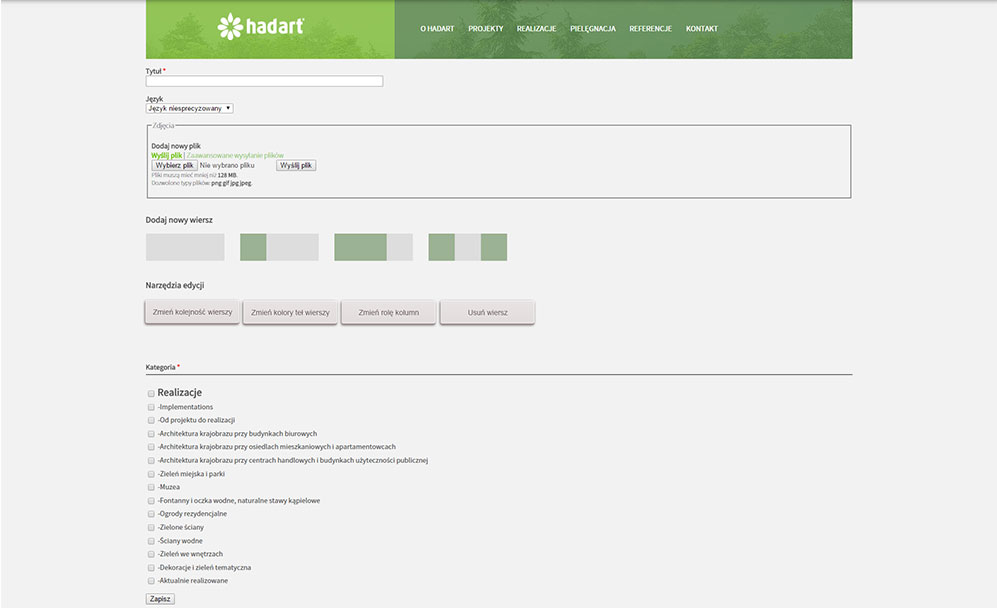 hadart
O HADART PROJEKTY REALIZACJE PIELĘGNACJA REFERENCJE KONTAKT
Tytuł *
Język
Język niesprecyzowany
Zdjęcia
Dodaj nowy plik
Wyślij plik | Zaawansowane wysyłanie plików
Wybierz plik Nie wybrano pliku Wyślij plik
Pliki muszą mieć mniej niż 128 MB.
Dozwolone typy plików: png gif jpg jpeg.
Dodaj nowy wiersz
Narzędzia edycji
Zmień kolejność wierszy Zmień kolory teł wierszy Zmień rolę kolumn Usuń wiersz
Kategoria *
Realizacje
-Implementations
-Od projektu do realizacji
-Architektura krajobrazu przy budynkach biurowych
-Architektura krajobrazu przy osiedlach mieszkaniowych i apartamentowcach
-Architektura krajobrazu przy centrach handlowych i budynkach użyteczności publicznej
-Zieleń miejska i parki
-Muzea
-Fontanny i oczka wodne, naturalne stawy kąpielowe
-Ogrody rezydencjalne
-Zielone ściany
-Ściany wodne
-Zieleń we wnętrzach
-Dekoracje i zieleń tematyczna
-Aktualnie realizowane
Zapisz